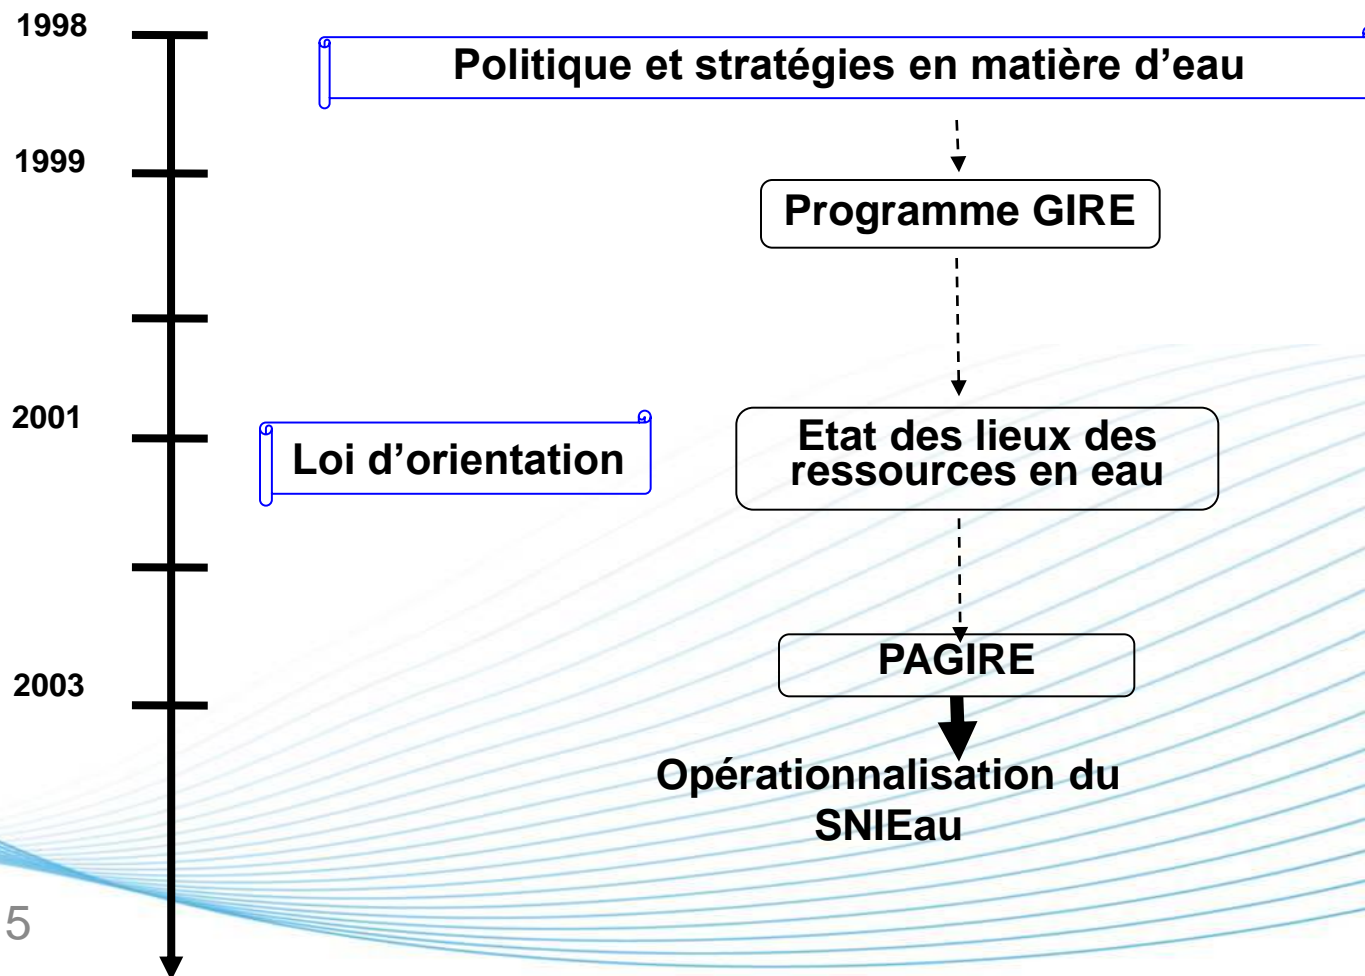 1998
Politique et stratégies en matière d’eau
1999
Programme GIRE
2001
Loi d’orientation
Etat des lieux des
ressources en eau
2003
PAGIRE
Opérationnalisation du
SNIEau
5